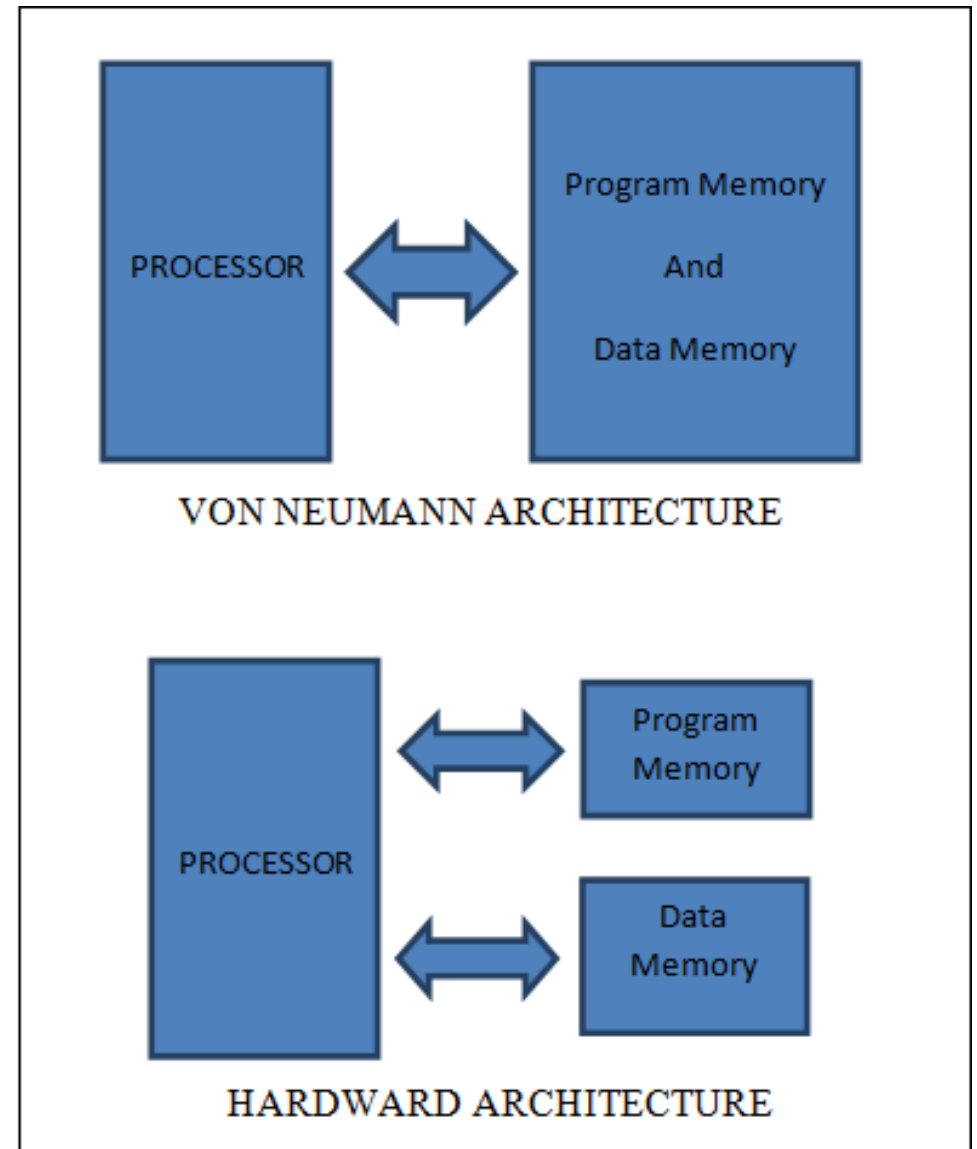 PROCESSOR
Program Memory
And
Data Memory
VON NEUMANN ARCHITECTURE
PROCESSOR
Program
Memory
Data
Memory
HARDWARD ARCHITECTURE